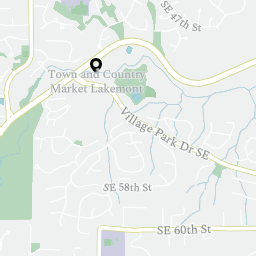 SE 47th St
Town and Country
Market Lakemont
Village Park Dr SE
SE 58th St
SE 60th St